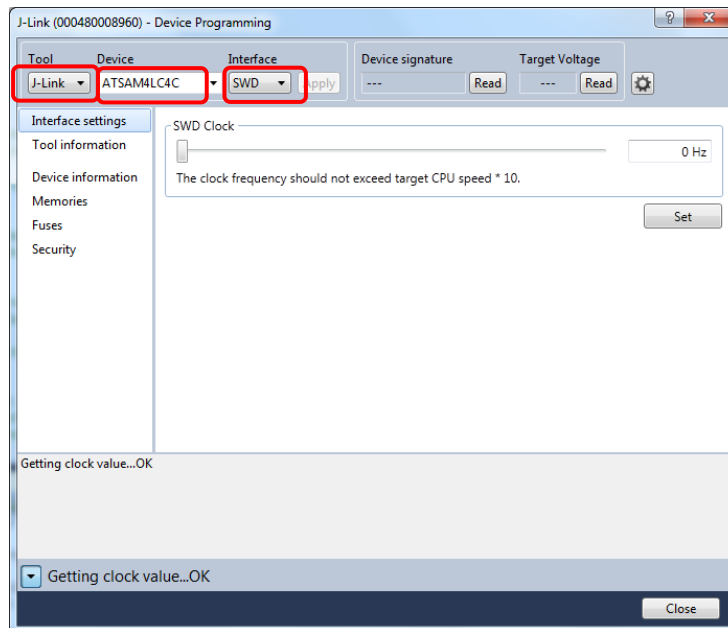 J-Link (000480008960) - Device Programming
Tool Device Interface Device signature Target Voltage
J-Link ATSAM4LC4C SWD Apply --- Read --- Read
Interface settings
Tool information
Device information
Memories
Fuses
Security
SWD Clock
0 Hz
The clock frequency should not exceed target CPU speed * 10.
Set
Getting clock value...OK
Getting clock value...OK
Close